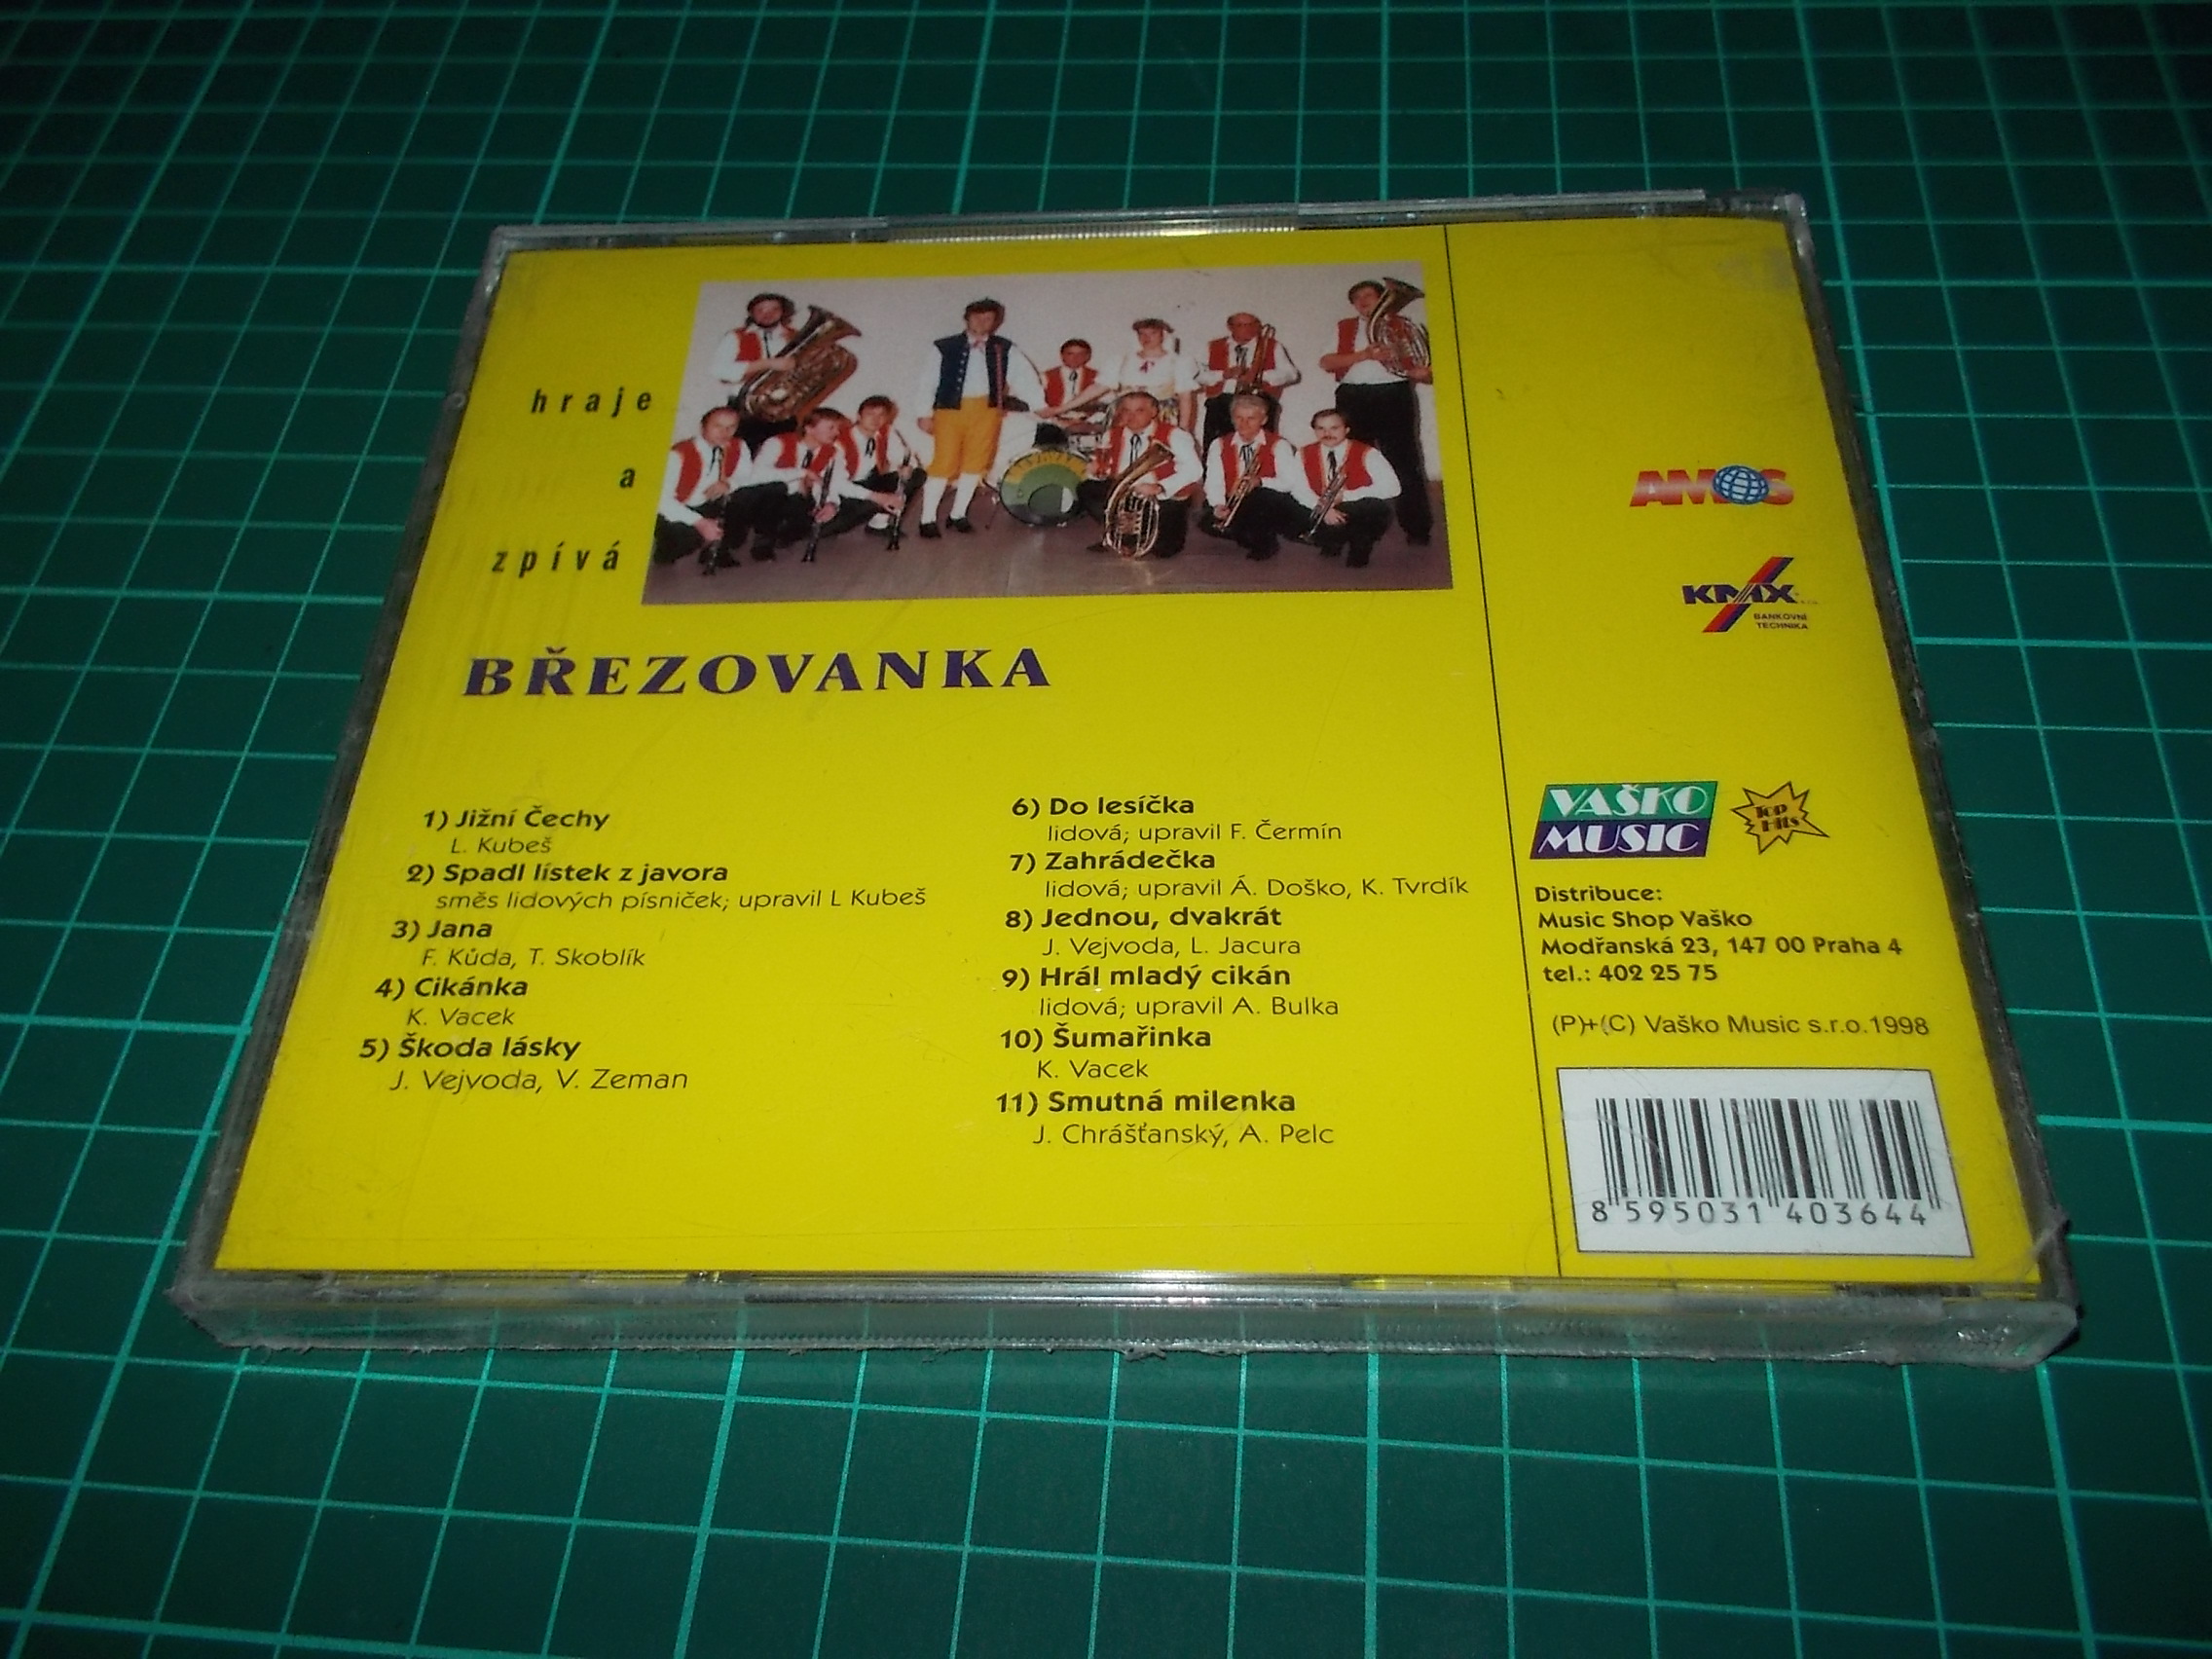 hraje
a
zpívá
BŘEZOVANKA
1) Jižní Čechy
L. Kubeš
2) Spadl lístek z javora
směs lidových písniček; upravil L Kubeš
3) Jana
F. Kůda, T. Skoblík
4) Cikánka
K. Vacek
5) Škoda lásky
J. Vejvoda, V. Zeman
6) Do lesíčka
lidová; upravil F. Čermín
7) Zahrádečka
lidová; upravil Á. Doško, K. Tvrdík
8) Jednou, dvakrát
J. Vejvoda, L. Jacura
9) Hrál mladý cikán
lidová; upravil A. Bulka
10) Šumařinka
K. Vacek
11) Smutná milenka
J. Chrášťanský, A. Pelc
AMOS
KMX
BANKOVNÍ
TECHNIKA
VAŠKO
MUSIC
Top
Hits
Distribuce:
Music Shop Vaško
Modřanská 23, 147 00 Praha 4
tel.: 402 25 75
(P)+(C) Vaško Music s.r.o.1998
8 595031 403644